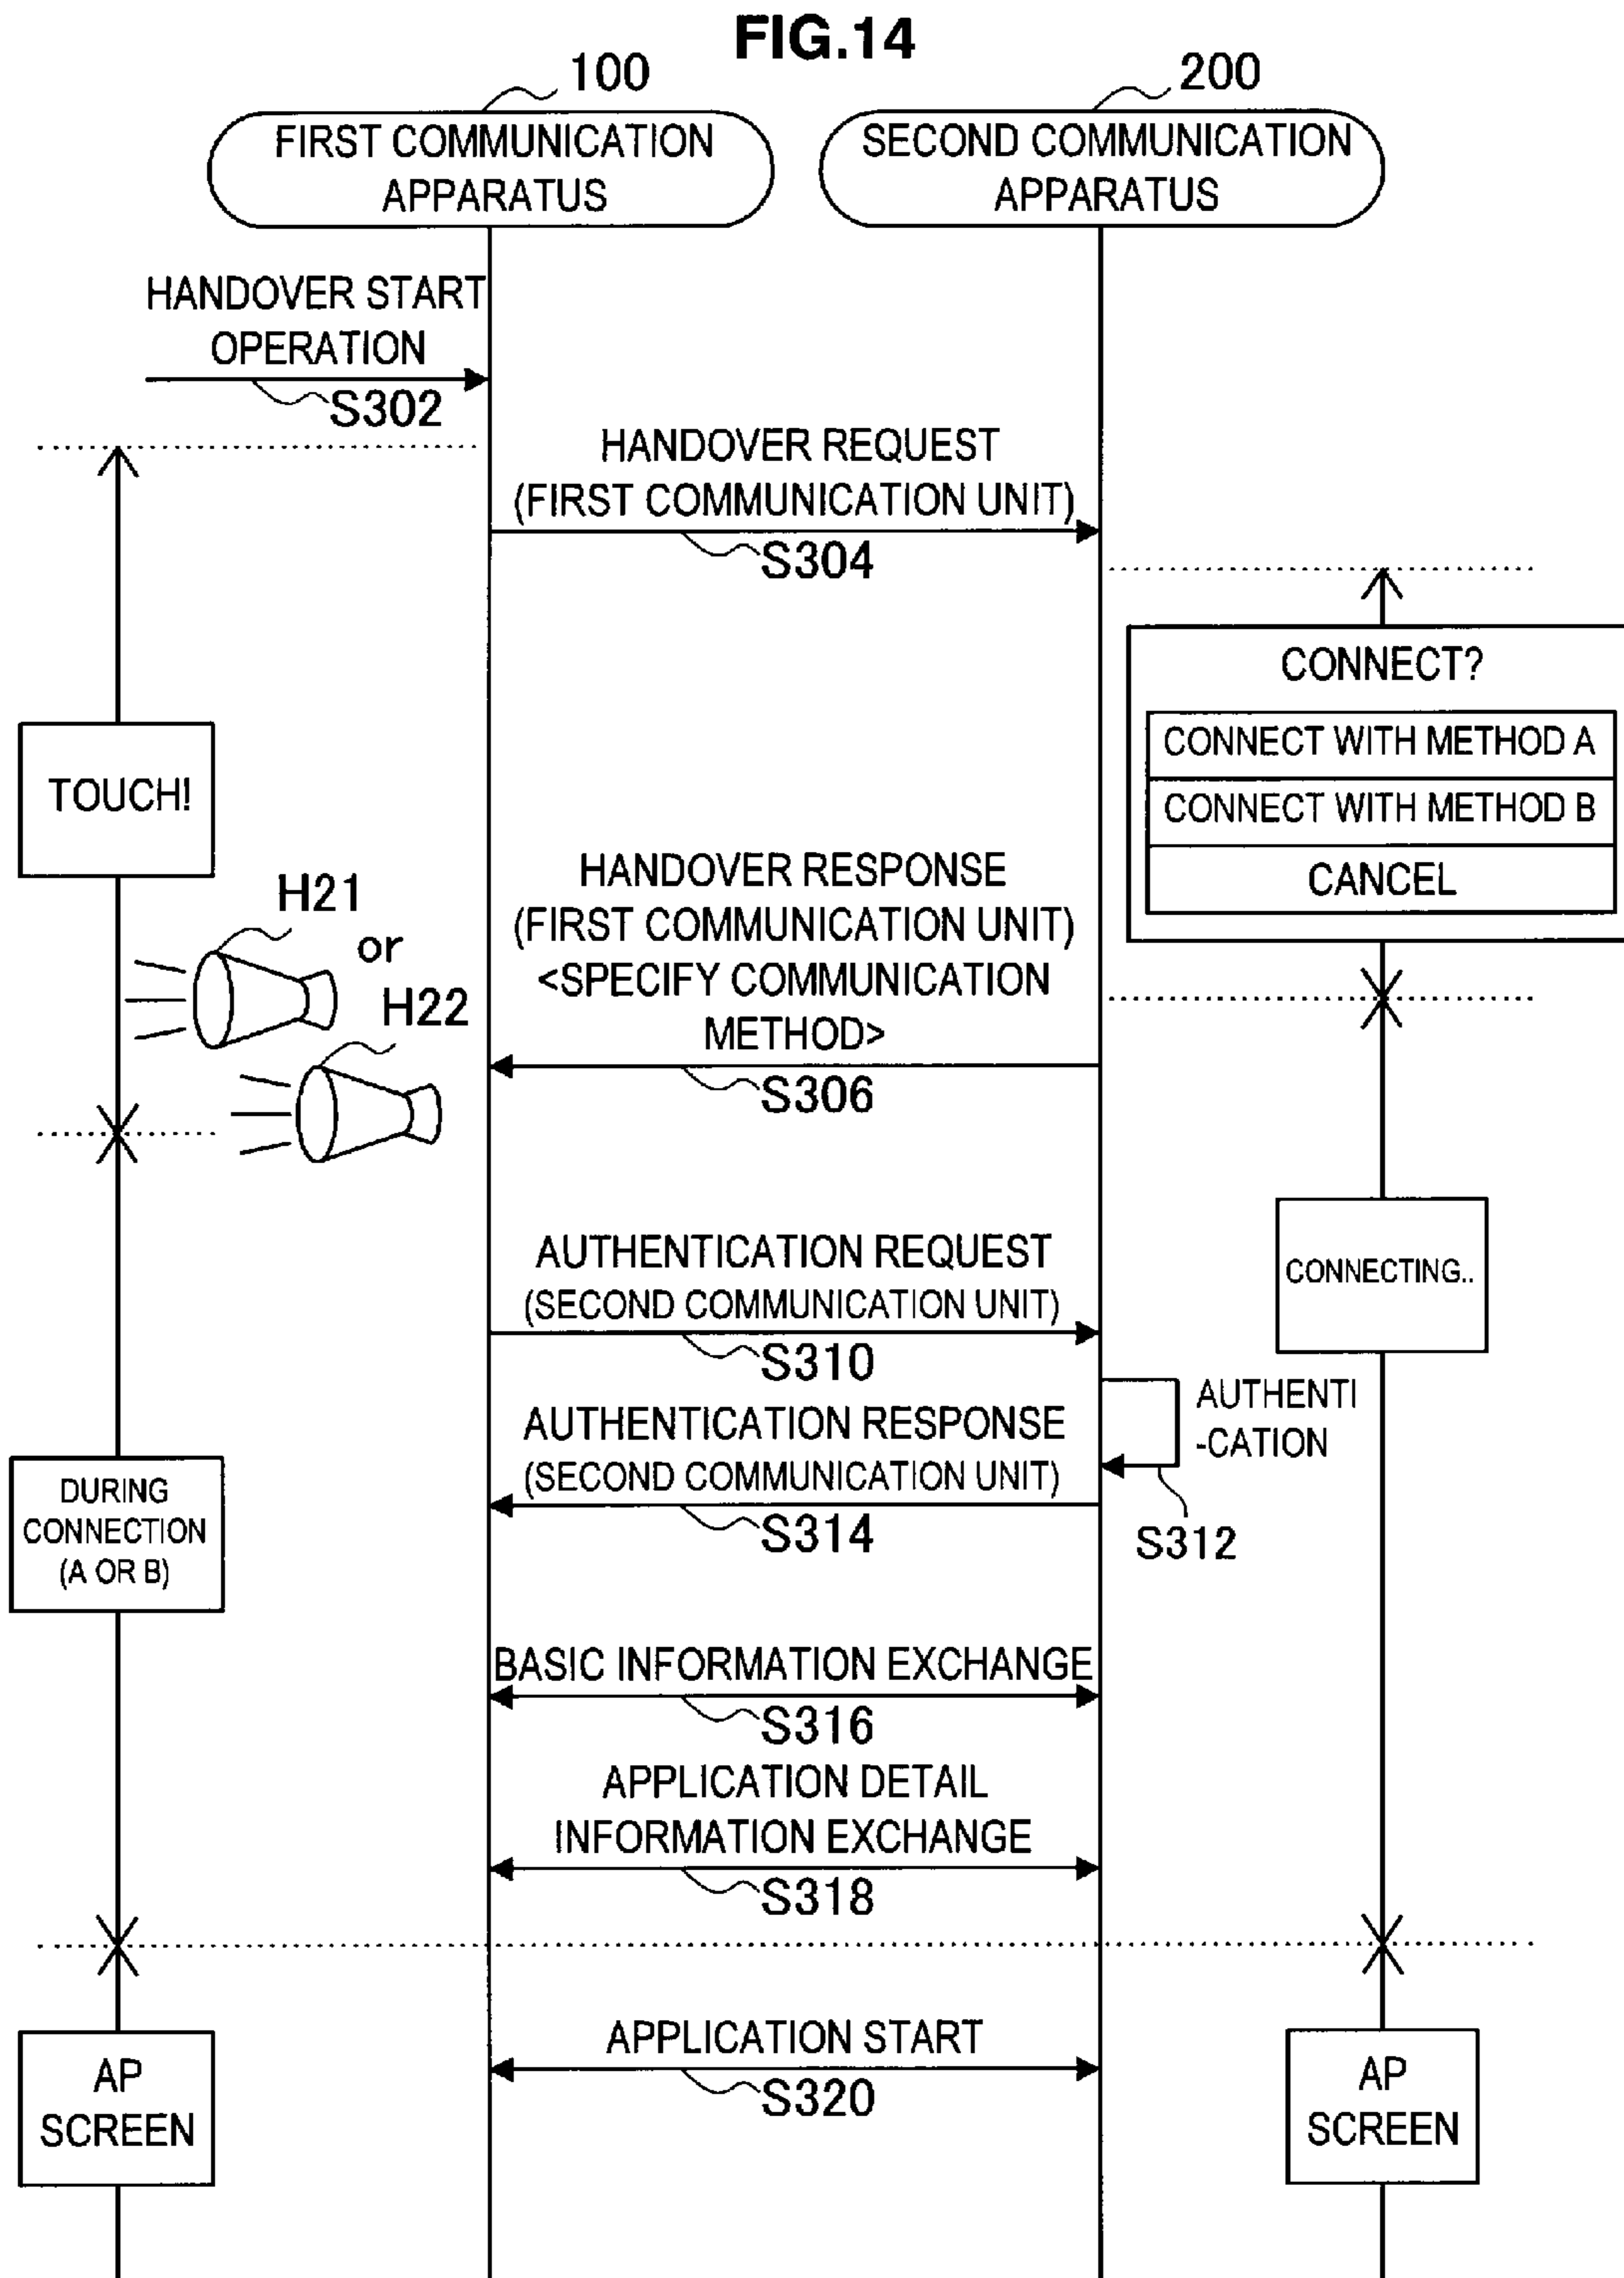 FIG.14
100
200
FIRST COMMUNICATION
APPARATUS
SECOND COMMUNICATION
APPARATUS
HANDOVER START
OPERATION
S302
HANDOVER REQUEST
(FIRST COMMUNICATION UNIT)
S304
CONNECT?
CONNECT WITH METHOD A
CONNECT WITH METHOD B
CANCEL
TOUCH!
H21
or
H22
HANDOVER RESPONSE
(FIRST COMMUNICATION UNIT)
<SPECIFY COMMUNICATION
METHOD>
S306
CONNECTING..
AUTHENTICATION REQUEST
(SECOND COMMUNICATION UNIT)
S310
AUTHENTI
-CATION
S312
AUTHENTICATION RESPONSE
(SECOND COMMUNICATION UNIT)
S314
DURING
CONNECTION
(A OR B)
BASIC INFORMATION EXCHANGE
S316
APPLICATION DETAIL
INFORMATION EXCHANGE
S318
APPLICATION START
S320
AP
SCREEN
AP
SCREEN